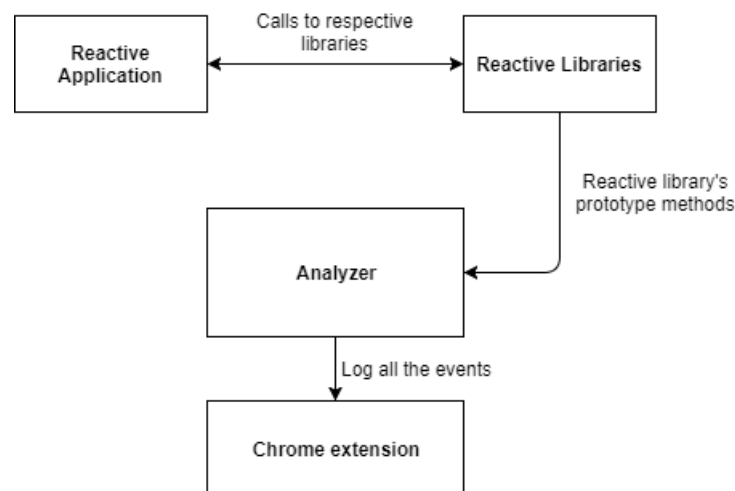 Calls to respective
libraries
Reactive
Application
Reactive Libraries
Reactive library's
prototype methods
Analyzer
Log all the events
Chrome extension